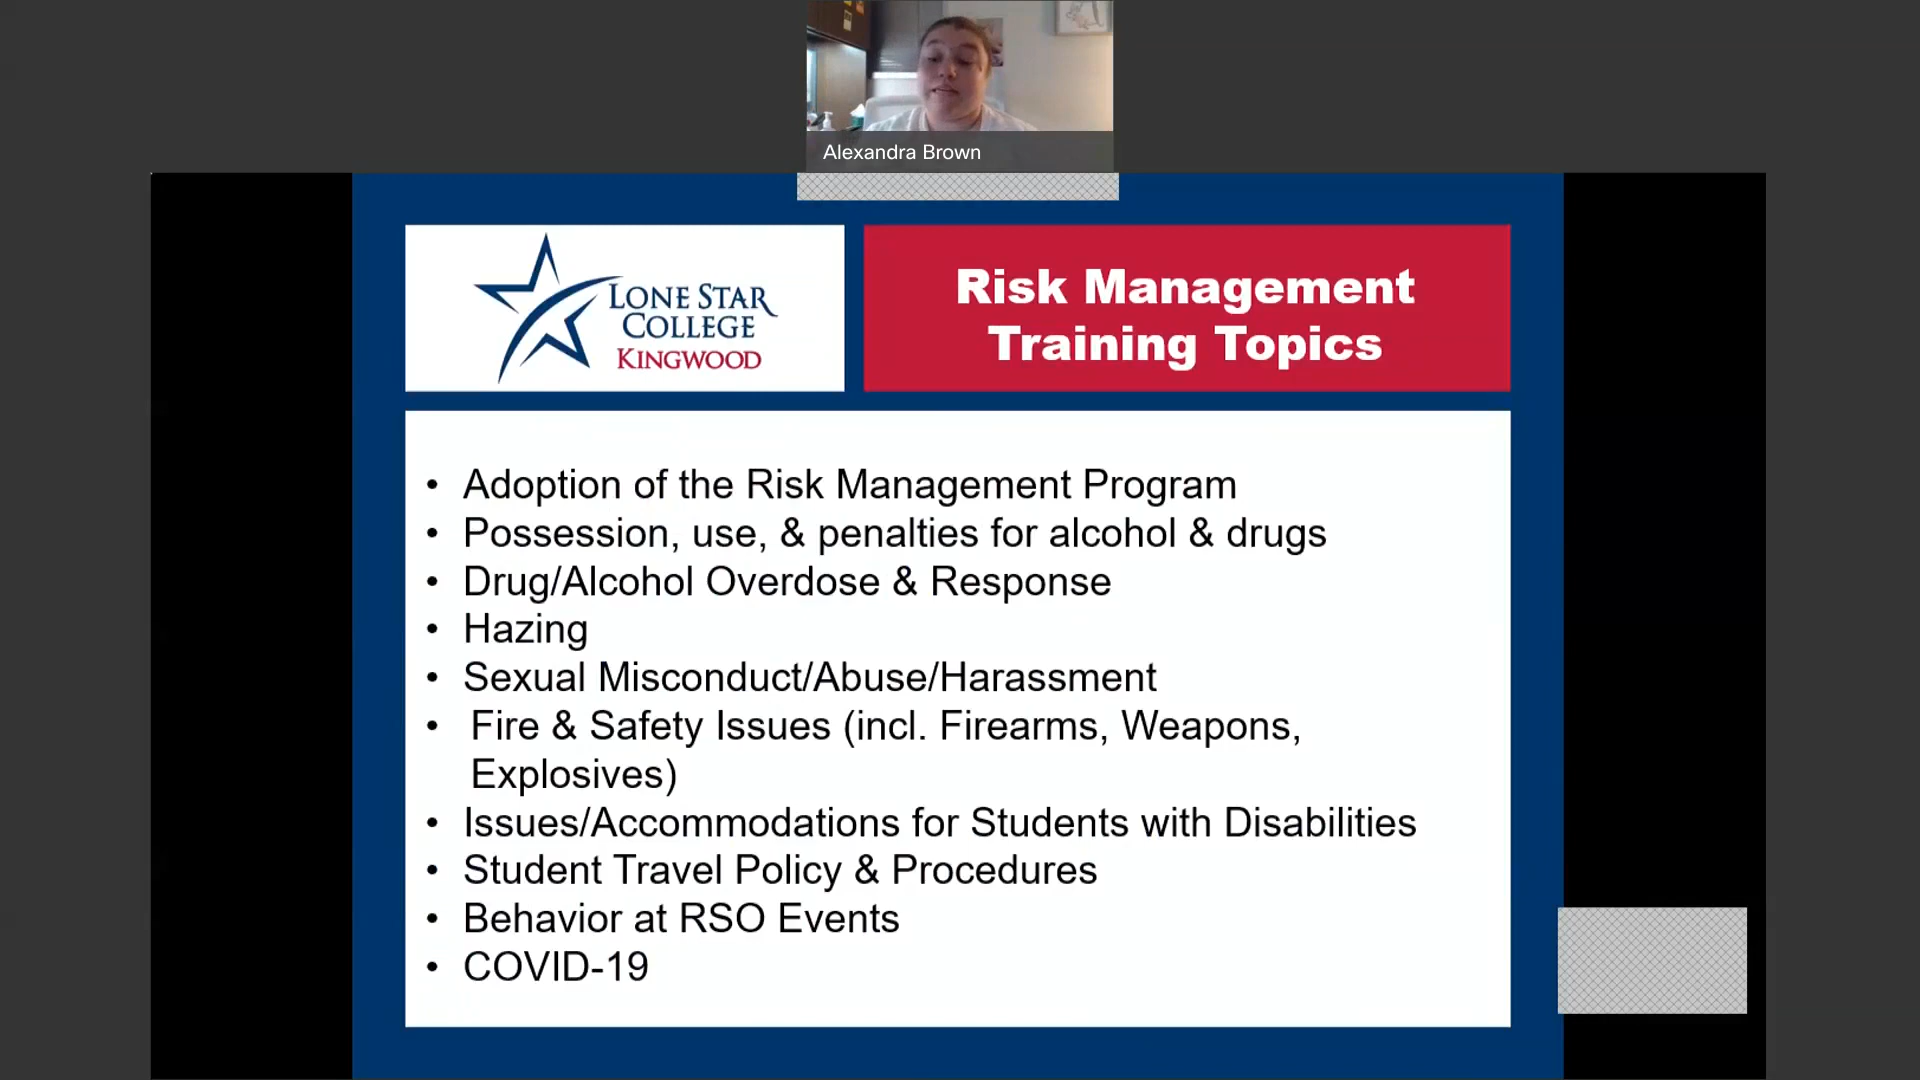 Alexandra Brown
LONE STAR
COLLEGE
KINGWOOD
Risk Management
Training Topics
• Adoption of the Risk Management Program
• Possession, use, & penalties for alcohol & drugs
• Drug/Alcohol Overdose & Response
• Hazing
• Sexual Misconduct/Abuse/Harassment
• Fire & Safety Issues (incl. Firearms, Weapons,
Explosives)
• Issues/Accommodations for Students with Disabilities
• Student Travel Policy & Procedures
• Behavior at RSO Events
• COVID-19